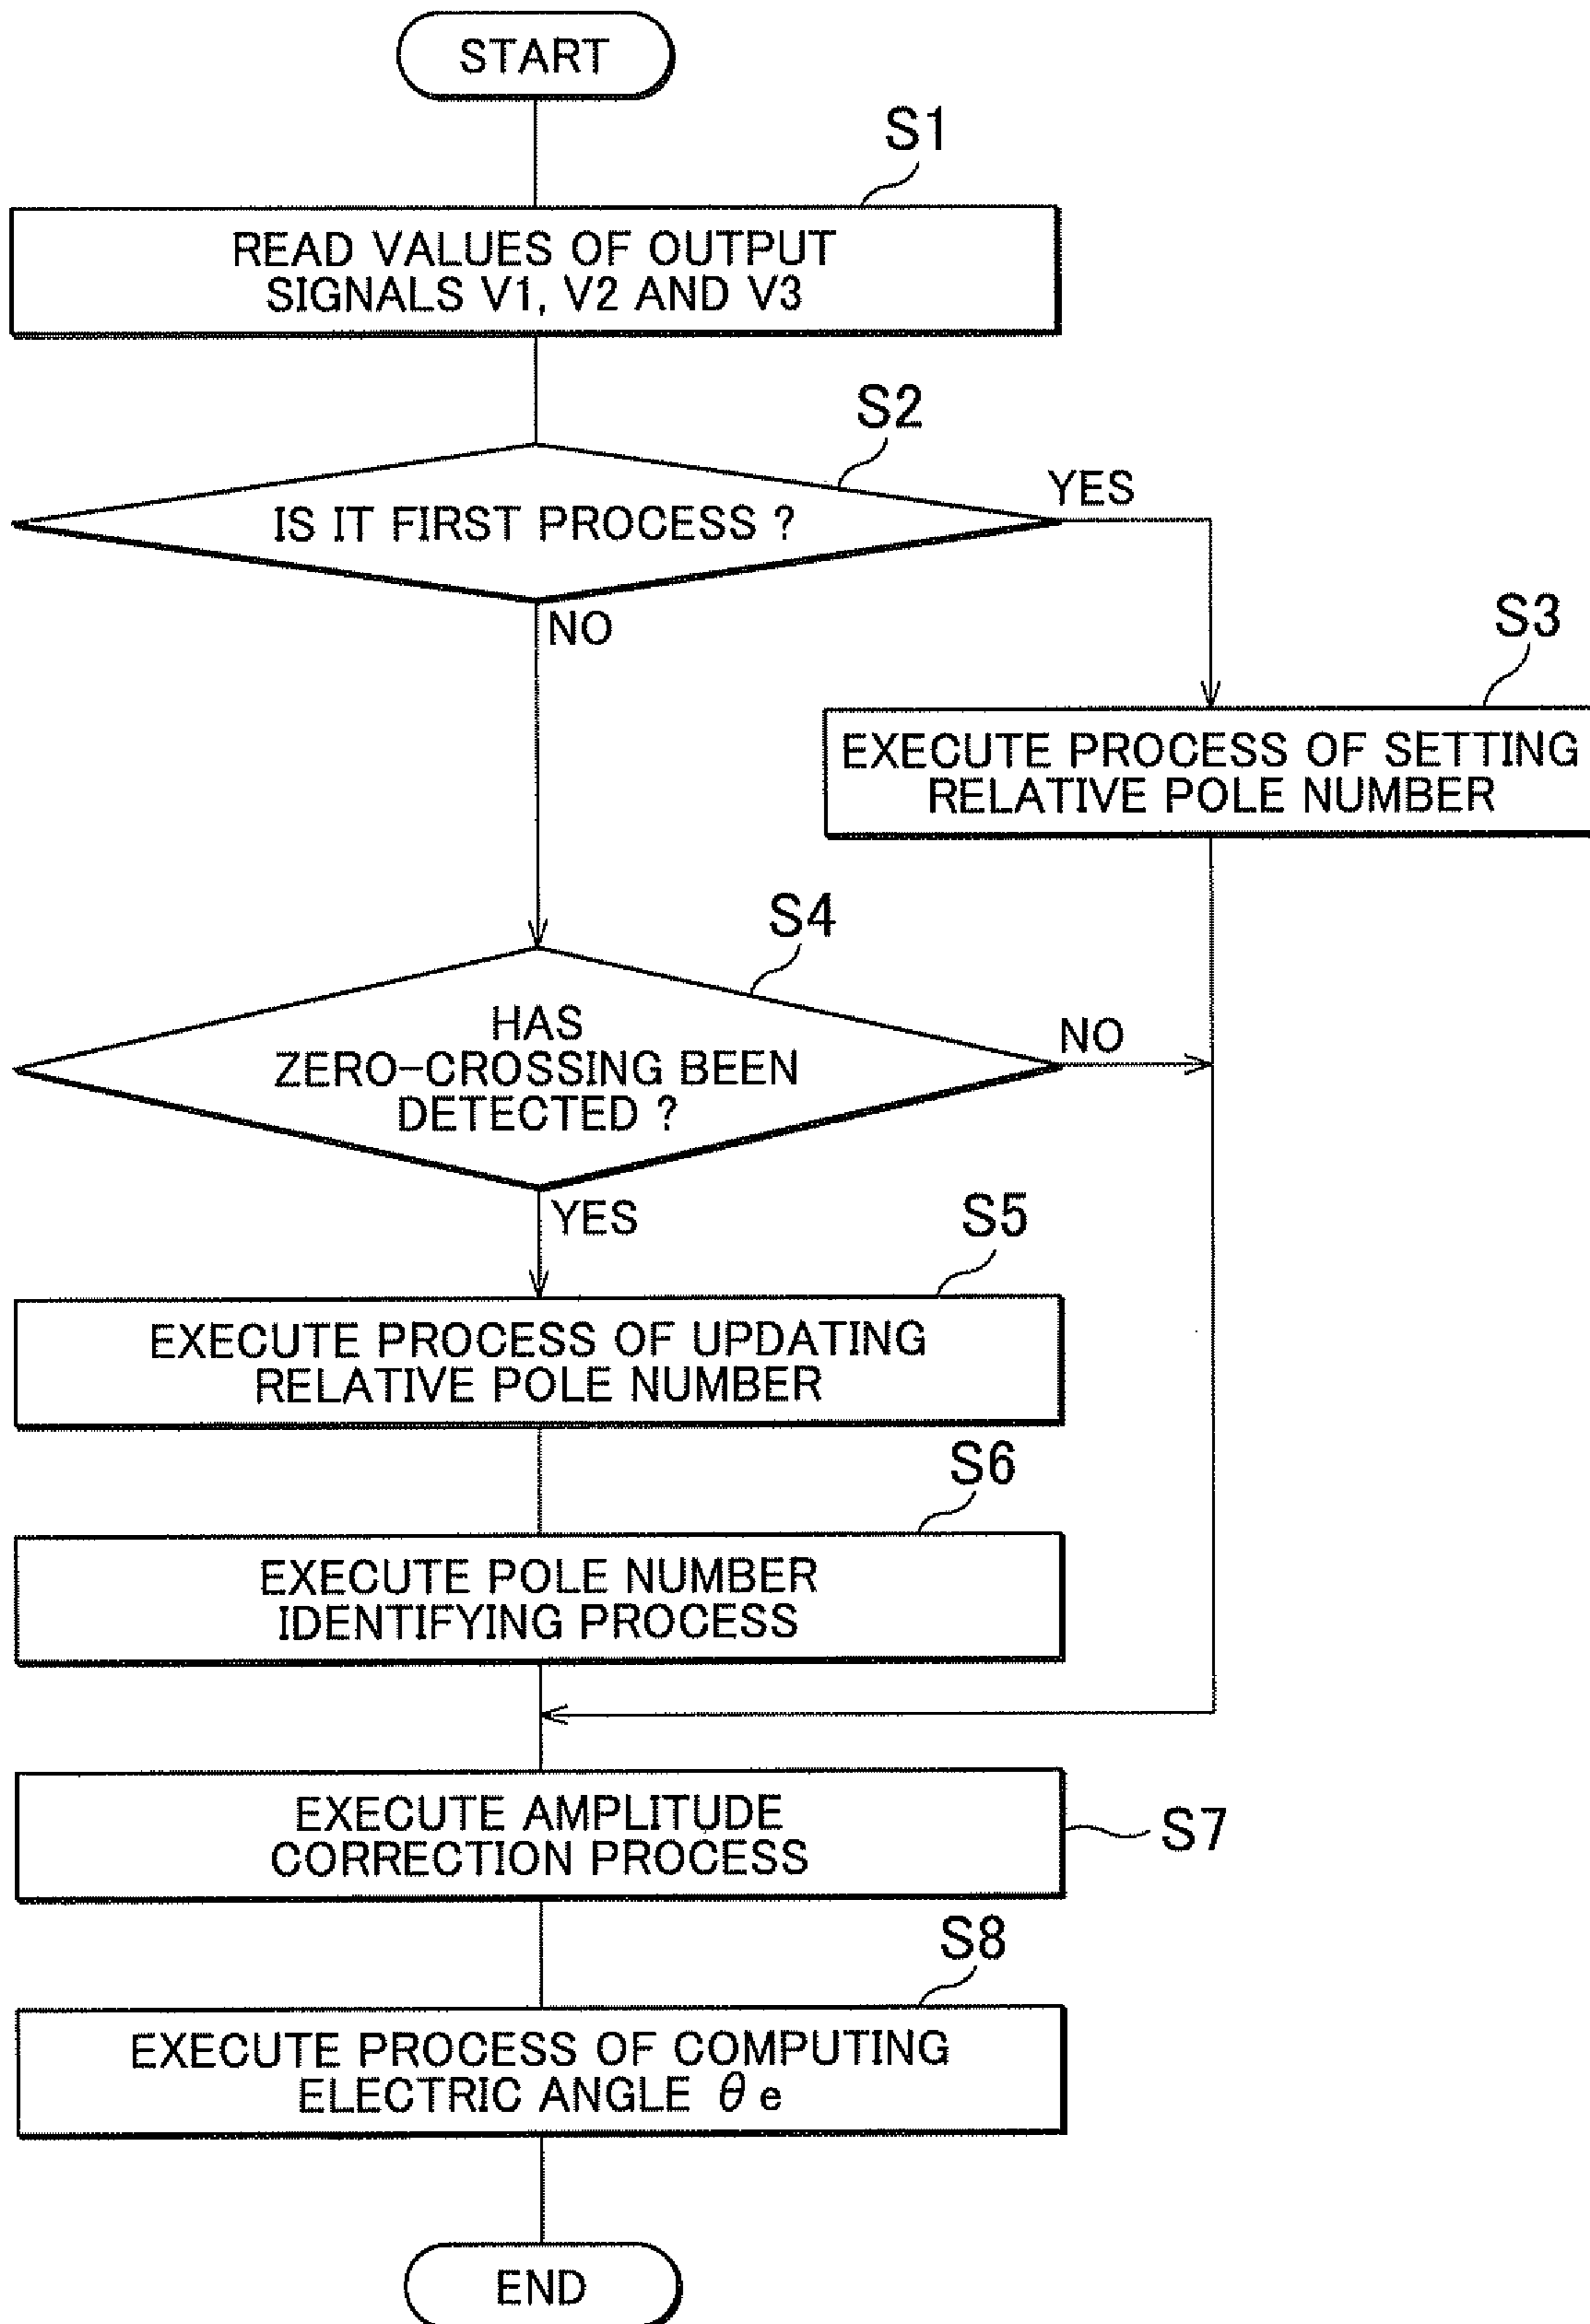 START
S1
READ VALUES OF OUTPUT
SIGNALS V1, V2 AND V3
S2
IS IT FIRST PROCESS ?
YES
NO
S3
EXECUTE PROCESS OF SETTING
RELATIVE POLE NUMBER
S4
HAS
ZERO-CROSSING BEEN
DETECTED ?
NO
YES
S5
EXECUTE PROCESS OF UPDATING
RELATIVE POLE NUMBER
S6
EXECUTE POLE NUMBER
IDENTIFYING PROCESS
EXECUTE AMPLITUDE
CORRECTION PROCESS
S7
S8
EXECUTE PROCESS OF COMPUTING
ELECTRIC ANGLE θ e
END